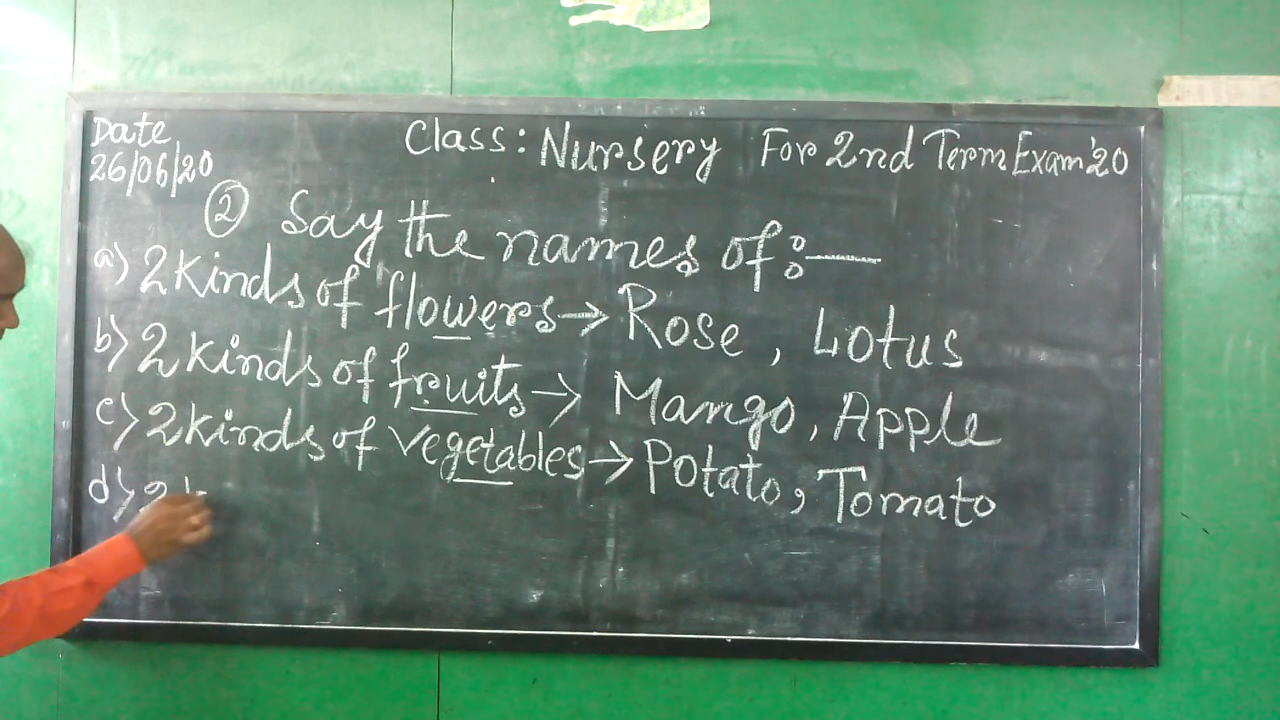 Date
26/06/20
Class: Nursery For 2nd Term Exam'20
② Say the names of:—
a) 2 kinds of flowers → Rose, Lotus
b) 2 kinds of fruits → Mango, Apple
c) 2 kinds of vegetables → Potato, Tomato
d) 2